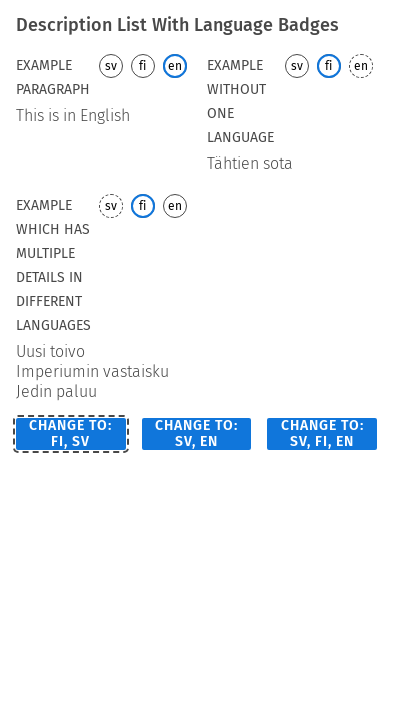 Description List With Language Badges
EXAMPLE PARAGRAPH
sv fi en
This is in English
EXAMPLE WITHOUT ONE LANGUAGE
sv fi en
Tähtien sota
EXAMPLE WHICH HAS MULTIPLE DETAILS IN DIFFERENT LANGUAGES
sv fi en
Uusi toivo
Imperiumin vastaisku
Jedin paluu
CHANGE TO: FI, SV
CHANGE TO: SV, EN
CHANGE TO: SV, FI, EN